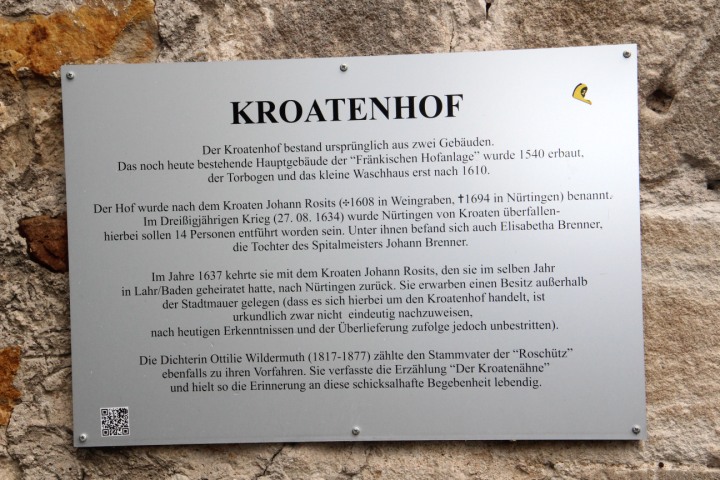 KROATENHOF
Der Kroatenhof bestand ursprünglich aus zwei Gebäuden.
Das noch heute bestehende Hauptgebäude der “Fränkischen Hofanlage” wurde 1540 erbaut,
der Torbogen und das kleine Waschhaus erst nach 1610.
Der Hof wurde nach dem Kroaten Johann Rosits (✣1608 in Weingraben, ✝1694 in Nürtingen) benannt.
Im Dreißigjährigen Krieg (27. 08. 1634) wurde Nürtingen von Kroaten überfallen-
hierbei sollen 14 Personen entführt worden sein. Unter ihnen befand sich auch Elisabetha Brenner,
die Tochter des Spitalmeisters Johann Brenner.
Im Jahre 1637 kehrte sie mit dem Kroaten Johann Rosits, den sie im selben Jahr
in Lahr/Baden geheiratet hatte, nach Nürtingen zurück. Sie erwarben einen Besitz außerhalb
der Stadtmauer gelegen (dass es sich hierbei um den Kroatenhof handelt, ist
urkundlich zwar nicht eindeutig nachzuweisen,
nach heutigen Erkenntnissen und der Überlieferung zufolge jedoch unbestritten).
Die Dichterin Ottilie Wildermuth (1817-1877) zählte den Stammvater der “Roschütz”
ebenfalls zu ihren Vorfahren. Sie verfasste die Erzählung “Der Kroatenähne”
und hielt so die Erinnerung an diese schicksalhafte Begebenheit lebendig.